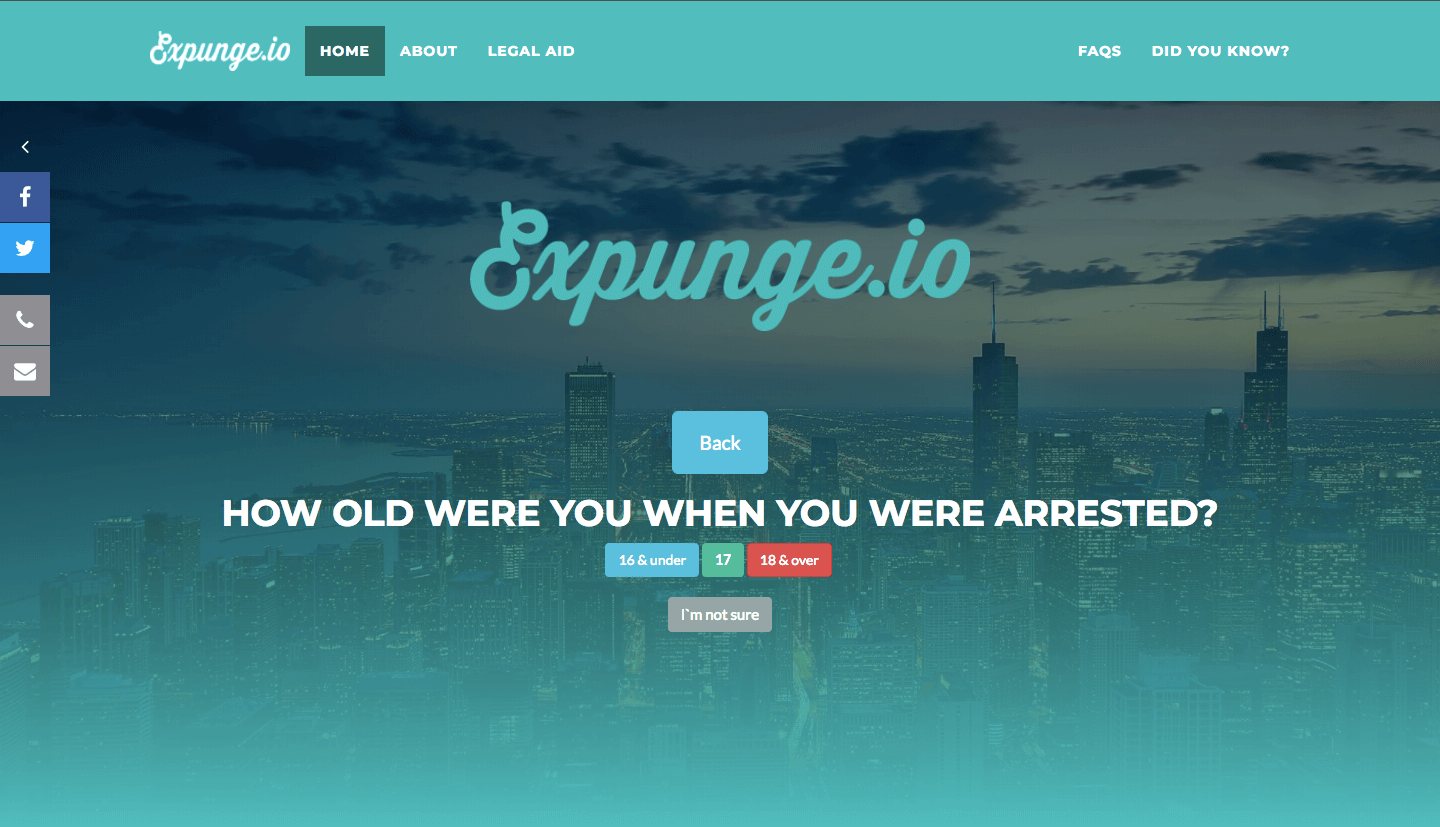 Expunge.io HOME ABOUT LEGAL AID FAQS DID YOU KNOW?
Expunge.io
Back
HOW OLD WERE YOU WHEN YOU WERE ARRESTED?
16 & under 17 18 & over
I`m not sure